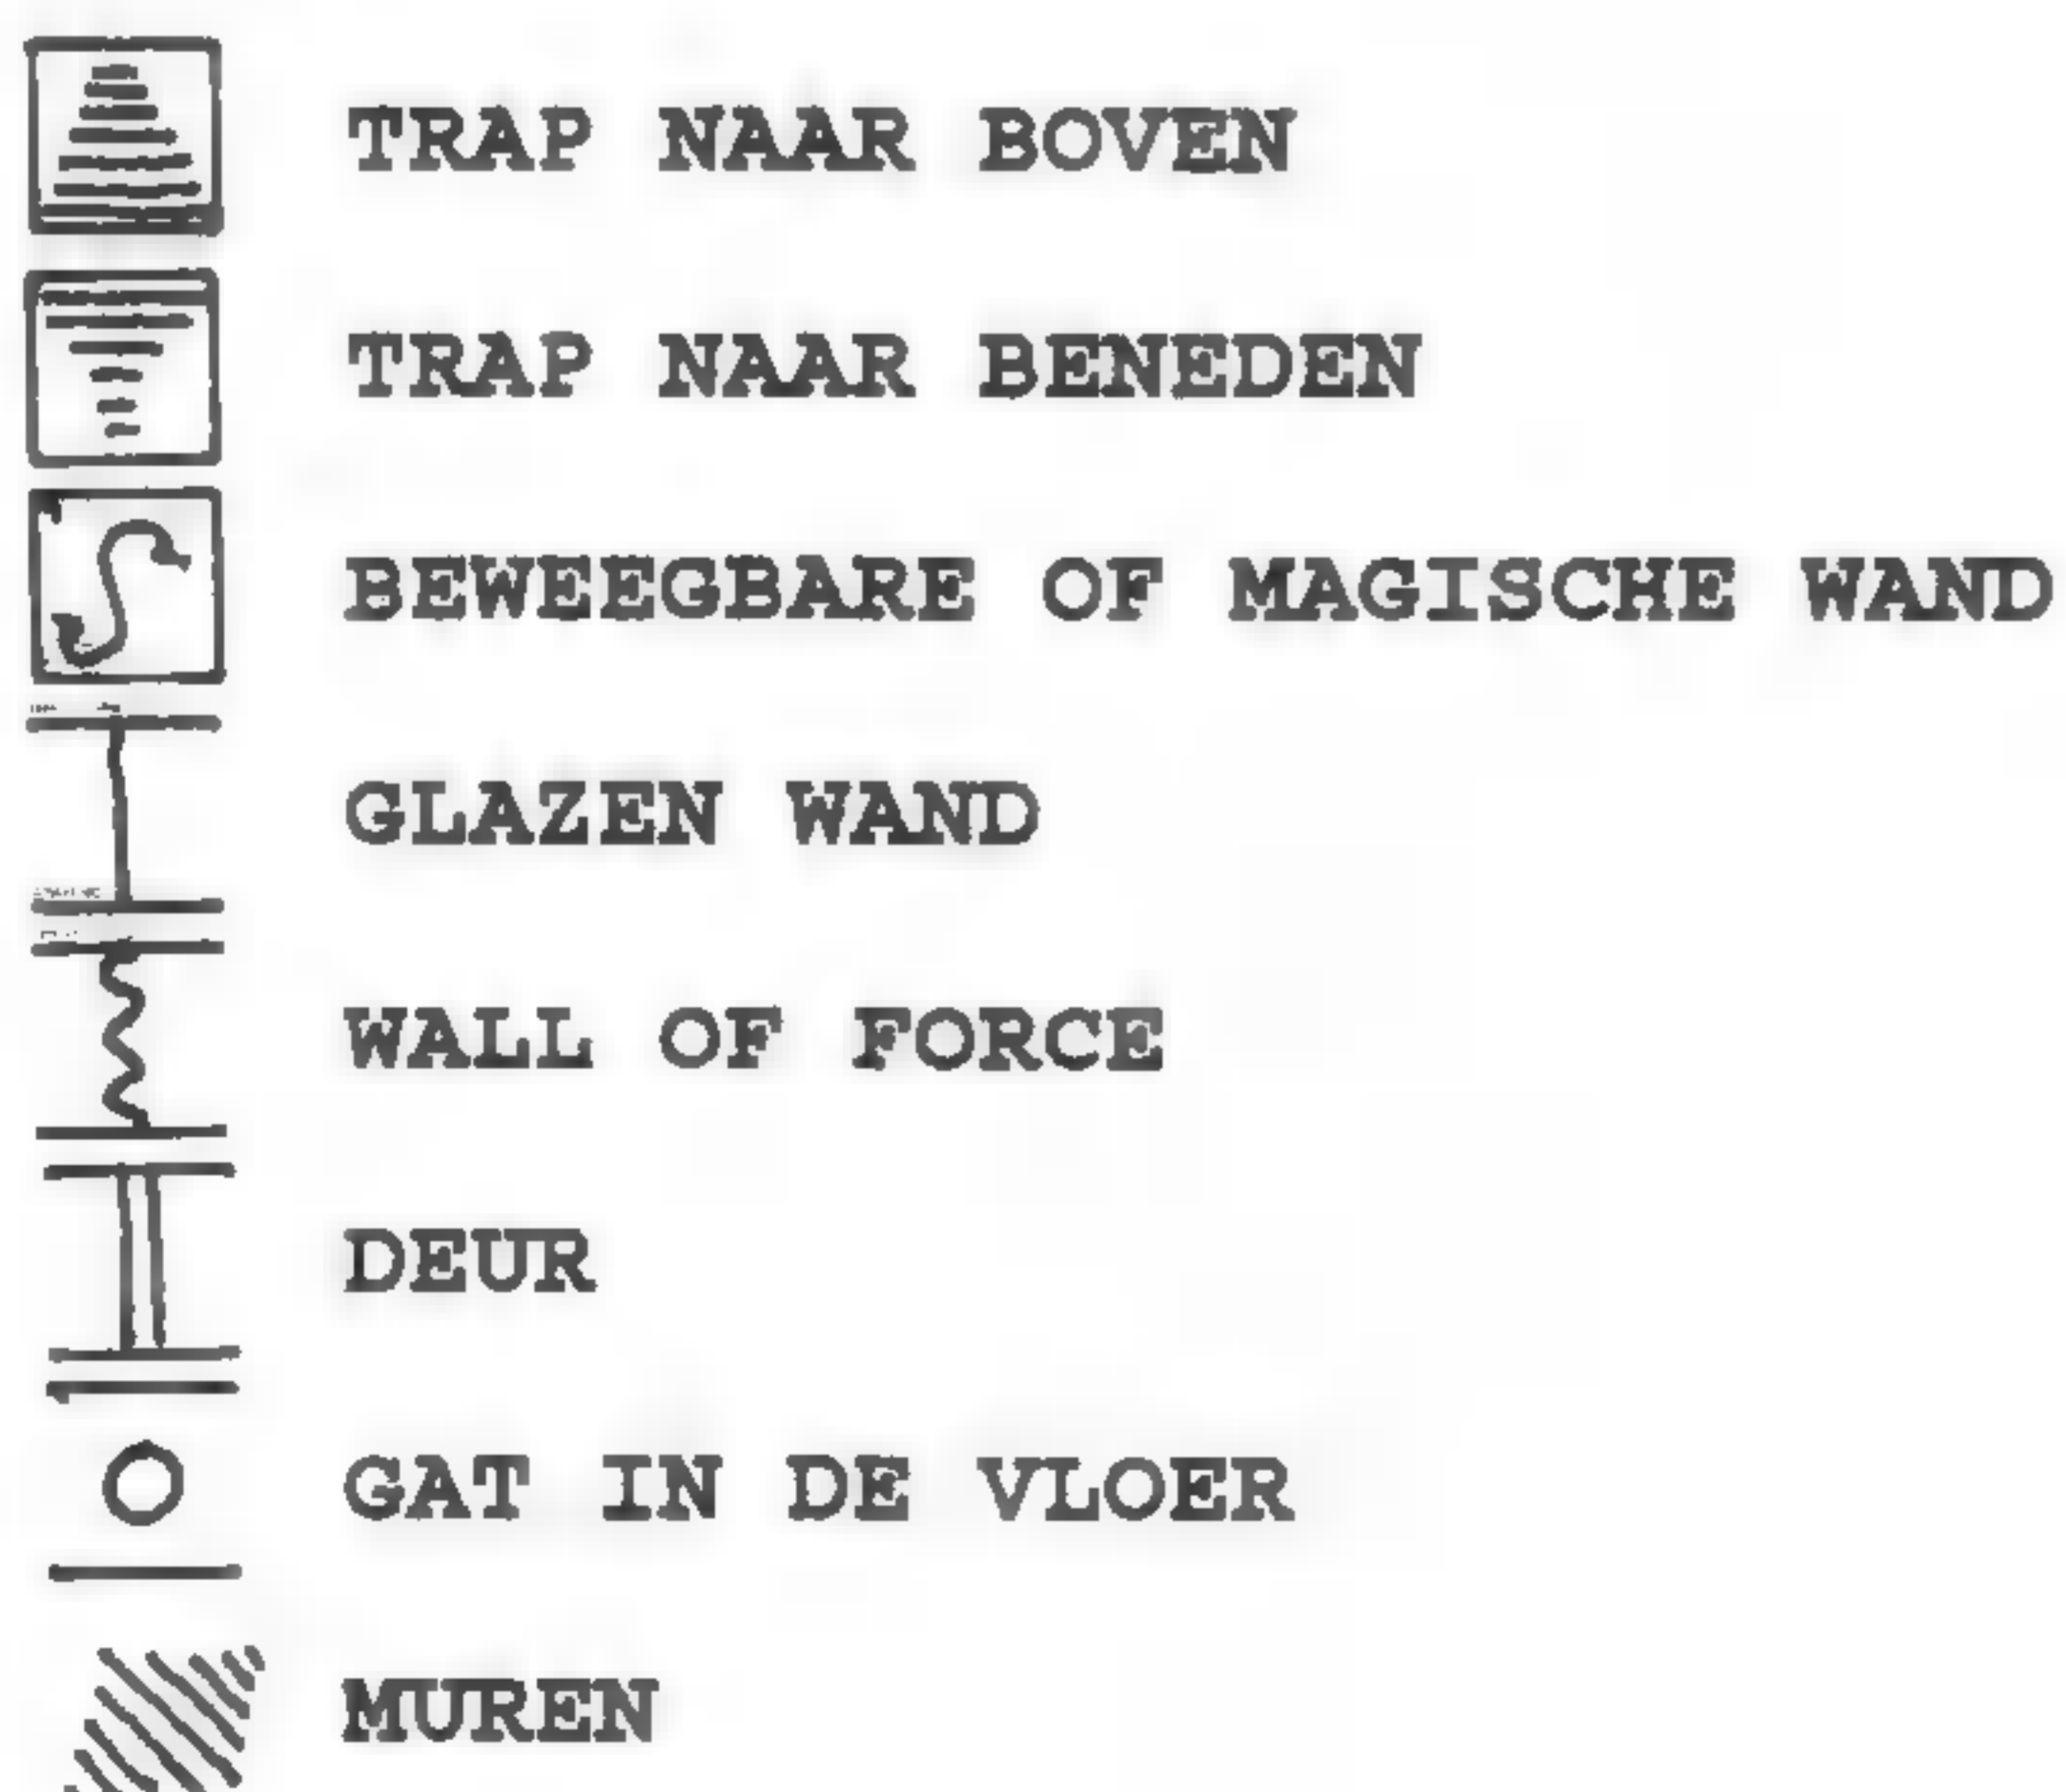 TRAP NAAR BOVEN
TRAP NAAR BENEDEN
BEWEEGBARE OF MAGISCHE WAND
GLAZEN WAND
WALL OF FORCE
DEUR
GAT IN DE VLOER
MUREN